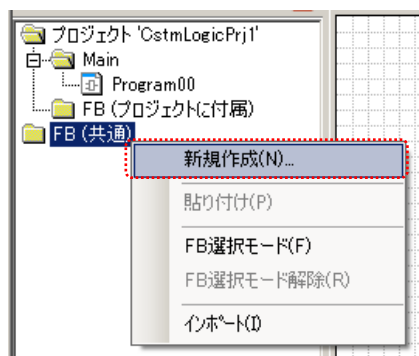 プロジェクト 'CstmLogicPrj1'
Main
Program00
FB (プロジェクトに付属)
FB (共通)
新規作成(N)...
貼り付け(P)
FB選択モード(F)
FB選択モード解除(R)
インポート(I)